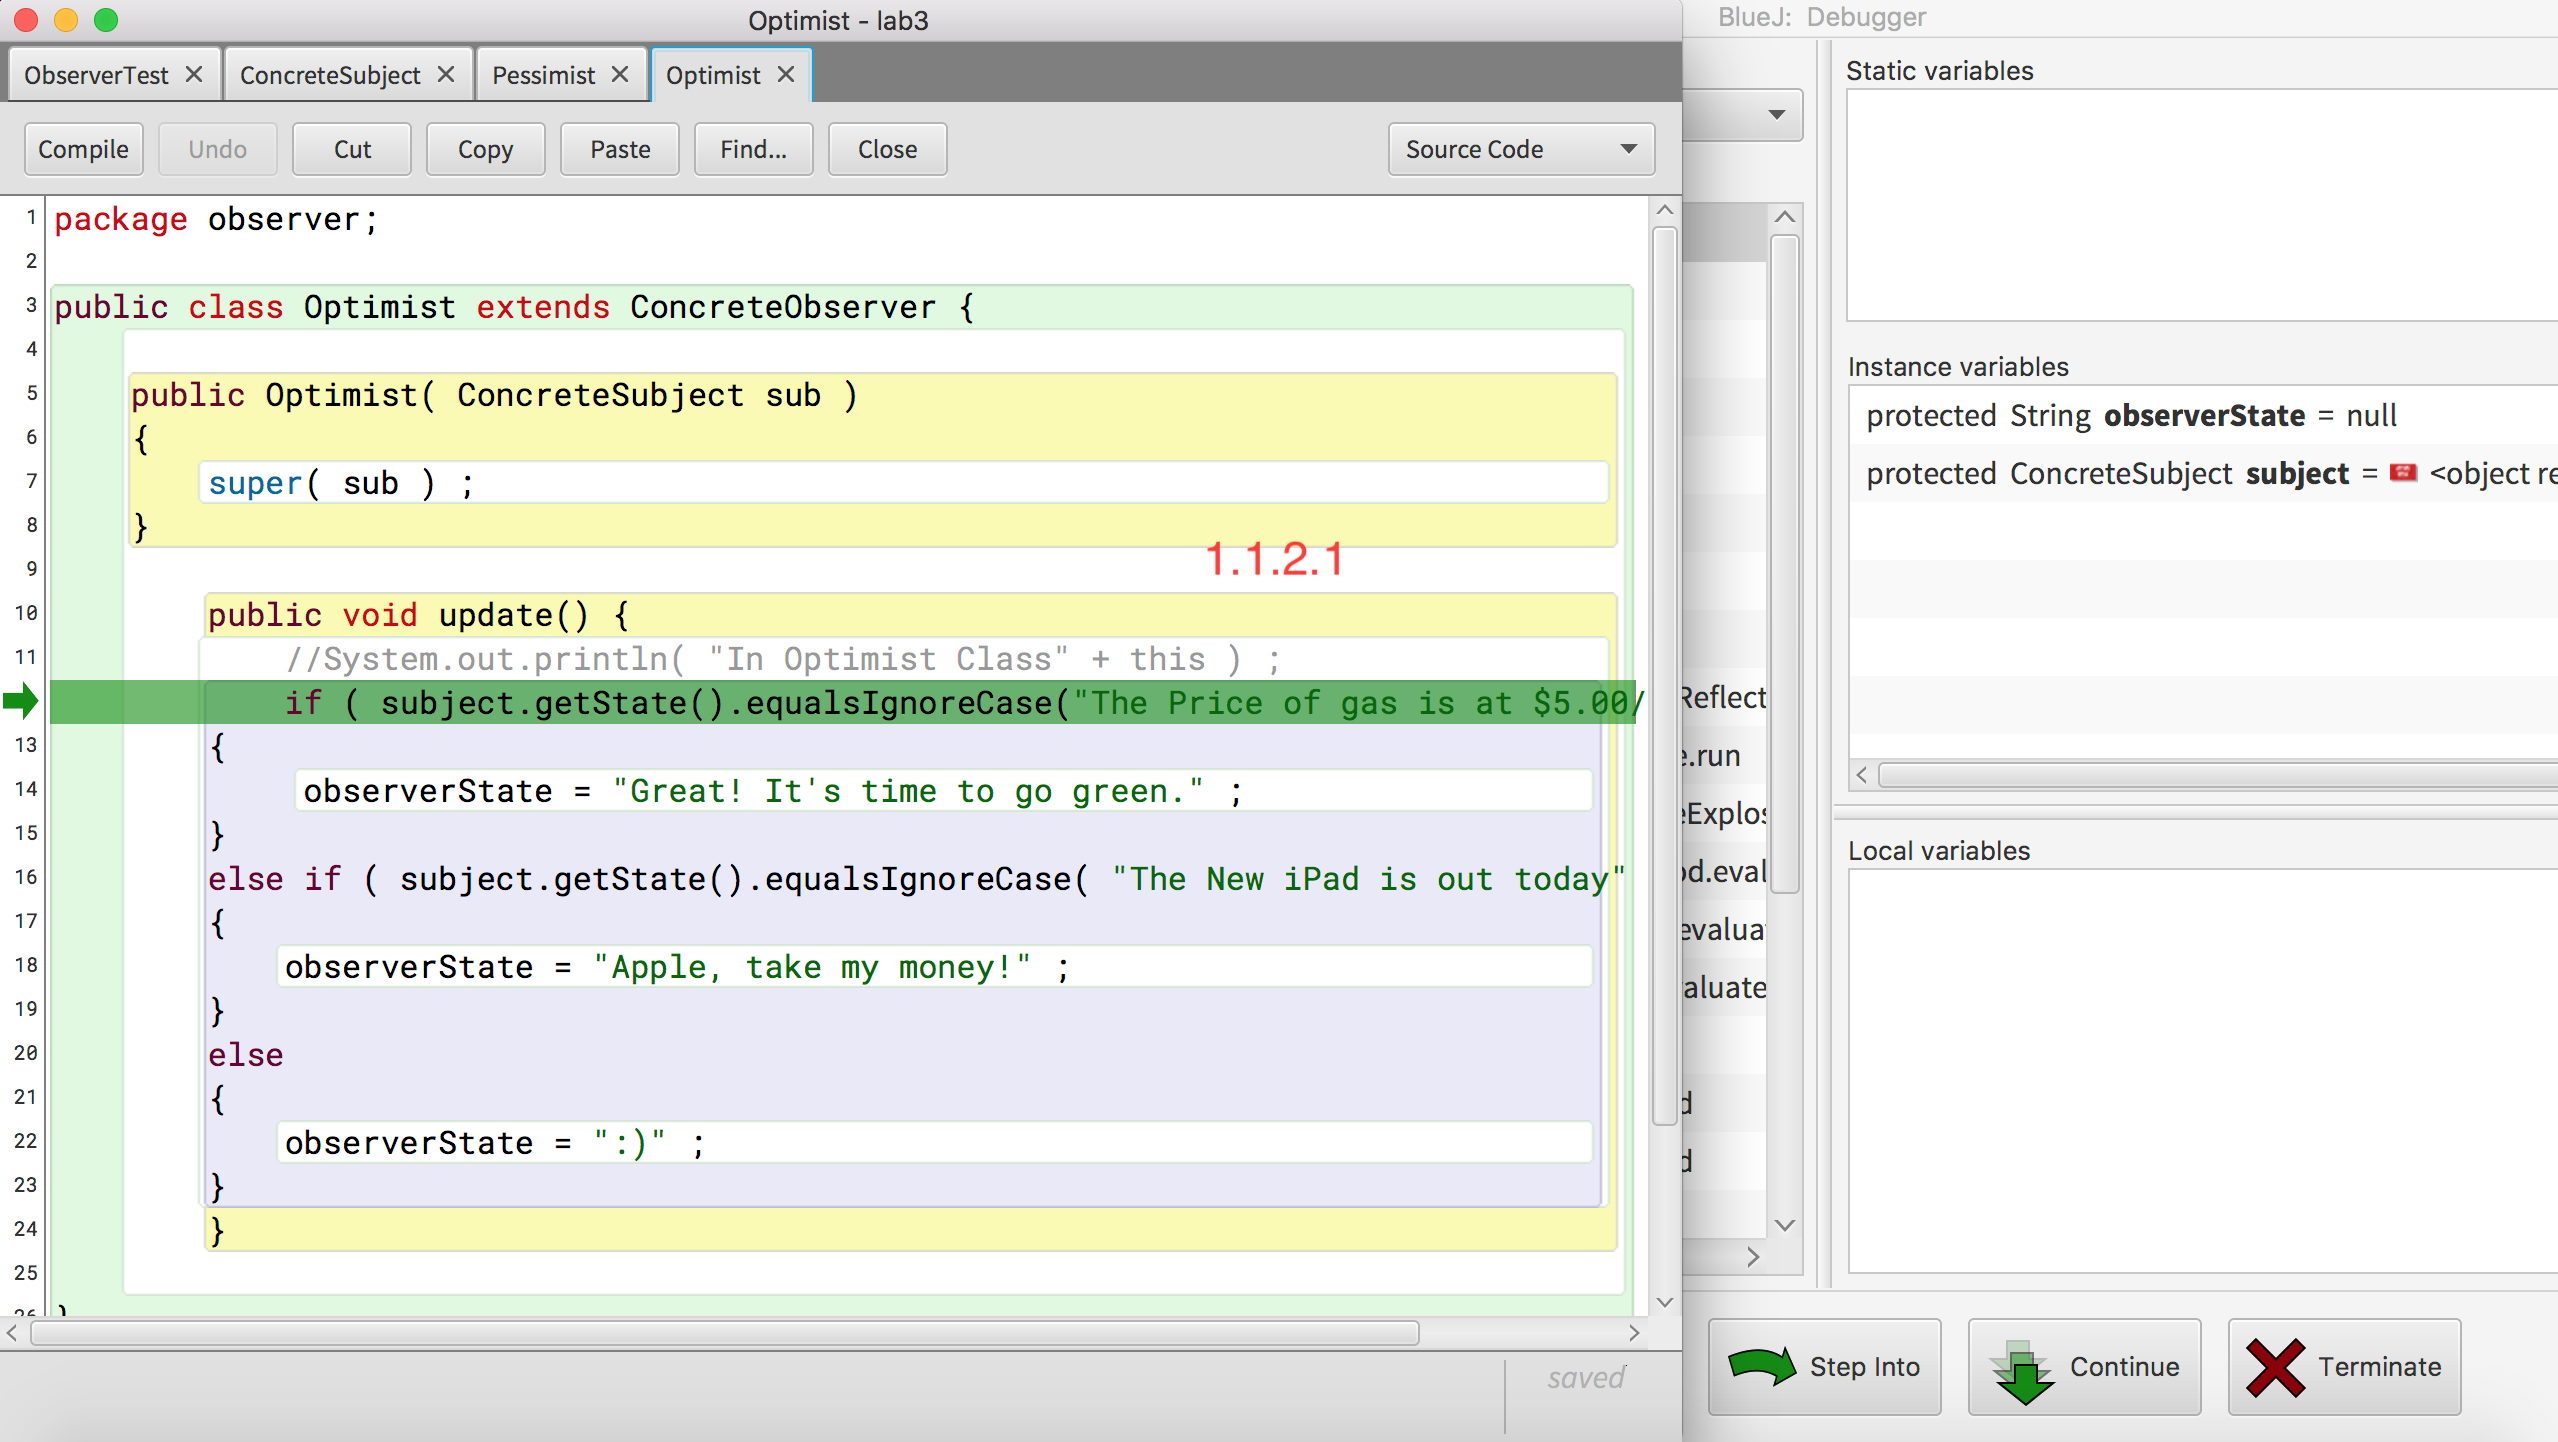 Optimist - lab3
BlueJ: Debugger
ObserverTest ConcreteSubject Pessimist Optimist
Compile Undo Cut Copy Paste Find... Close Source Code
1 package observer;
2
3 public class Optimist extends ConcreteObserver {
4
5 public Optimist( ConcreteSubject sub )
6 {
7 super( sub ) ;
8 }
9
1.1.2.1
10 public void update() {
11 //System.out.println( "In Optimist Class" + this ) ;
if ( subject.getState().equalsIgnoreCase("The Price of gas is at $5.00/
13 {
14 observerState = "Great! It's time to go green." ;
15 }
16 else if ( subject.getState().equalsIgnoreCase( "The New iPad is out today"
17 {
18 observerState = "Apple, take my money!" ;
19 }
20 else
21 {
22 observerState = ":)" ;
23 }
24 }
25
26 }
saved
Reflect
e.run
eExplos
od.eval
evalua
aluate
d
d
Static variables
Instance variables
protected String observerState = null
protected ConcreteSubject subject = <object re
Local variables
Step Into Continue Terminate